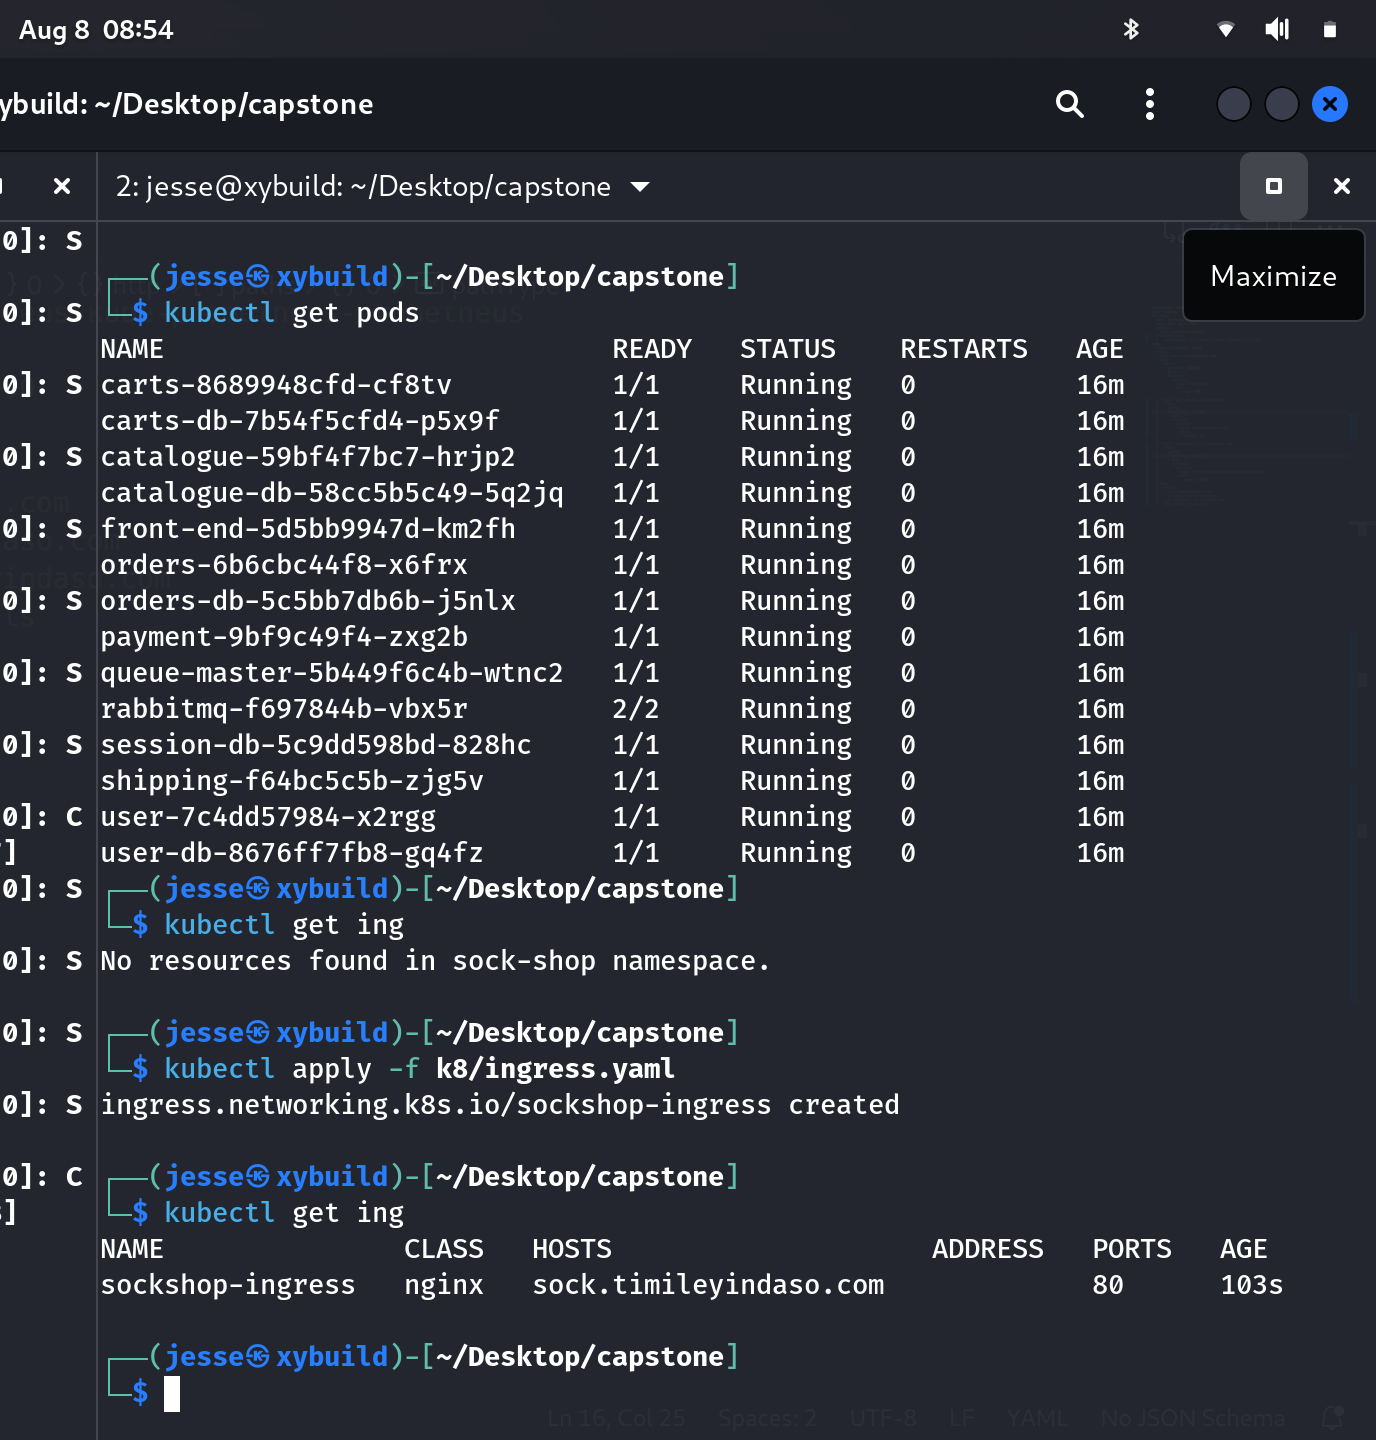 Aug 8 08:54
ybuild: ~/Desktop/capstone
2: jesse@xybuild: ~/Desktop/capstone
Maximize
0]: S
(jesse㉿xybuild)-[~/Desktop/capstone]
0]: S
$ kubectl get pods
NAME READY STATUS RESTARTS AGE
0]: S
carts-8689948cfd-cf8tv 1/1 Running 0 16m
carts-db-7b54f5cfd4-p5x9f 1/1 Running 0 16m
0]: S
catalogue-59bf4f7bc7-hrjp2 1/1 Running 0 16m
catalogue-db-58cc5b5c49-5q2jq 1/1 Running 0 16m
0]: S
front-end-5d5bb9947d-km2fh 1/1 Running 0 16m
orders-6b6cbc44f8-x6frx 1/1 Running 0 16m
0]: S
orders-db-5c5bb7db6b-j5nlx 1/1 Running 0 16m
payment-9bf9c49f4-zxg2b 1/1 Running 0 16m
0]: S
queue-master-5b449f6c4b-wtnc2 1/1 Running 0 16m
rabbitmq-f697844b-vbx5r 2/2 Running 0 16m
0]: S
session-db-5c9dd598bd-828hc 1/1 Running 0 16m
shipping-f64bc5c5b-zjg5v 1/1 Running 0 16m
0]: C
user-7c4dd57984-x2rgg 1/1 Running 0 16m
]
user-db-8676ff7fb8-gq4fz 1/1 Running 0 16m
0]: S
(jesse㉿xybuild)-[~/Desktop/capstone]
$ kubectl get ing
0]: S
No resources found in sock-shop namespace.
0]: S
(jesse㉿xybuild)-[~/Desktop/capstone]
$ kubectl apply -f k8/ingress.yaml
0]: S
ingress.networking.k8s.io/sockshop-ingress created
0]: C
(jesse㉿xybuild)-[~/Desktop/capstone]
]
$ kubectl get ing
NAME CLASS HOSTS ADDRESS PORTS AGE
sockshop-ingress nginx sock.timileyindaso.com 80 103s
(jesse㉿xybuild)-[~/Desktop/capstone]
$
Ln 16, Col 25 Spaces: 2 UTF-8 LF YAML No JSON Schema